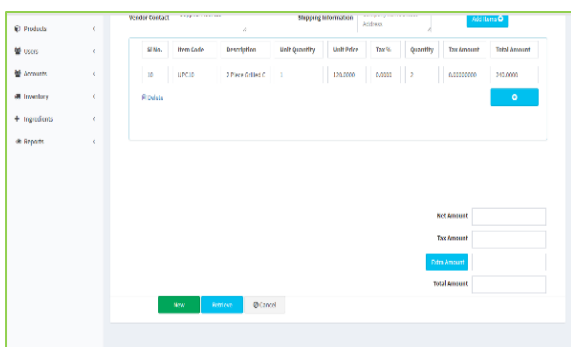 Vendor Contact
Shipping Information
Address
Add Items
Products
Users
Accounts
Inventory
Ingredients
Reports
Sl No. Item Code Description Unit Quantity Unit Price Tax % Quantity Tax Amount Total Amount
10 UPC10 2 Piece Grilled C 1 120.0000 0.0000 2 0.00000000 240.0000
Delete
Net Amount
Tax Amount
Extra Amount
Total Amount
New Retrieve Cancel